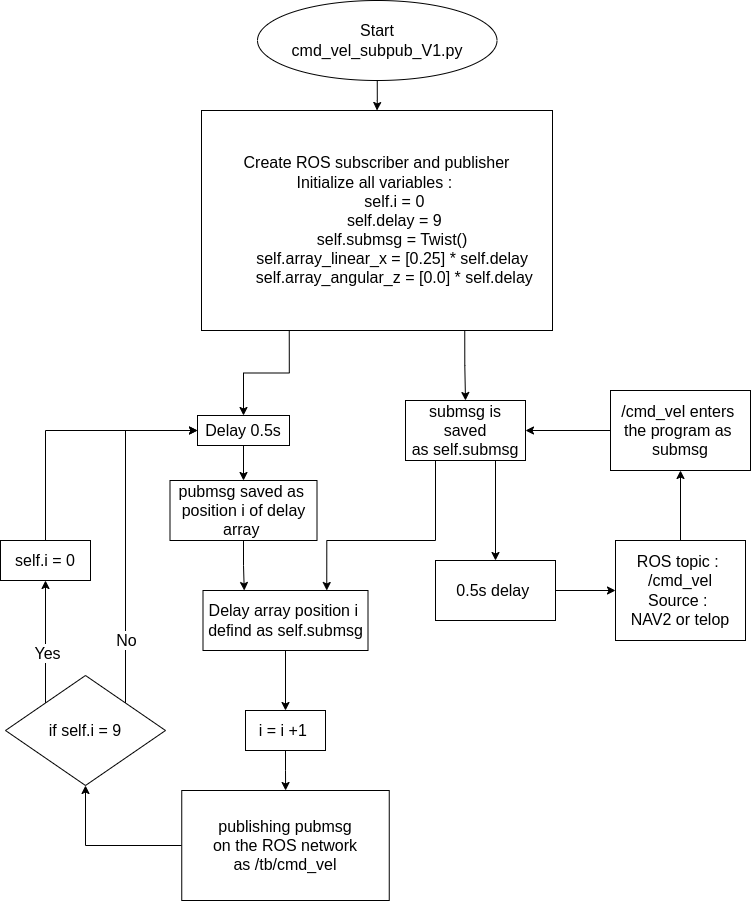 Start
cmd_vel_subpub_V1.py
Create ROS subscriber and publisher
Initialize all variables :
self.i = 0
self.delay = 9
self.submsg = Twist()
self.array_linear_x = [0.25] * self.delay
self.array_angular_z = [0.0] * self.delay
Delay 0.5s
pubmsg saved as
position i of delay
array
submsg is
saved
as self.submsg
/cmd_vel enters
the program as
submsg
self.i = 0
Delay array position i
defind as self.submsg
0.5s delay
ROS topic :
/cmd_vel
Source :
NAV2 or telop
No
Yes
if self.i = 9
i = i +1
publishing pubmsg
on the ROS network
as /tb/cmd_vel